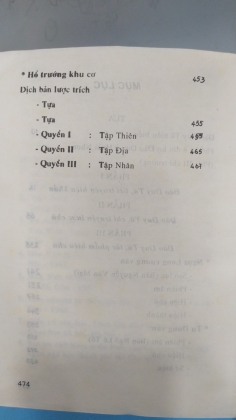 * Hồ trướng khu cơ 453
Dịch bản lược trích
- Tựa
- Tựa 455
- Quyển I : Tập Thiên 459
- Quyển II : Tập Địa 465
- Quyển III : Tập Nhân 469
474